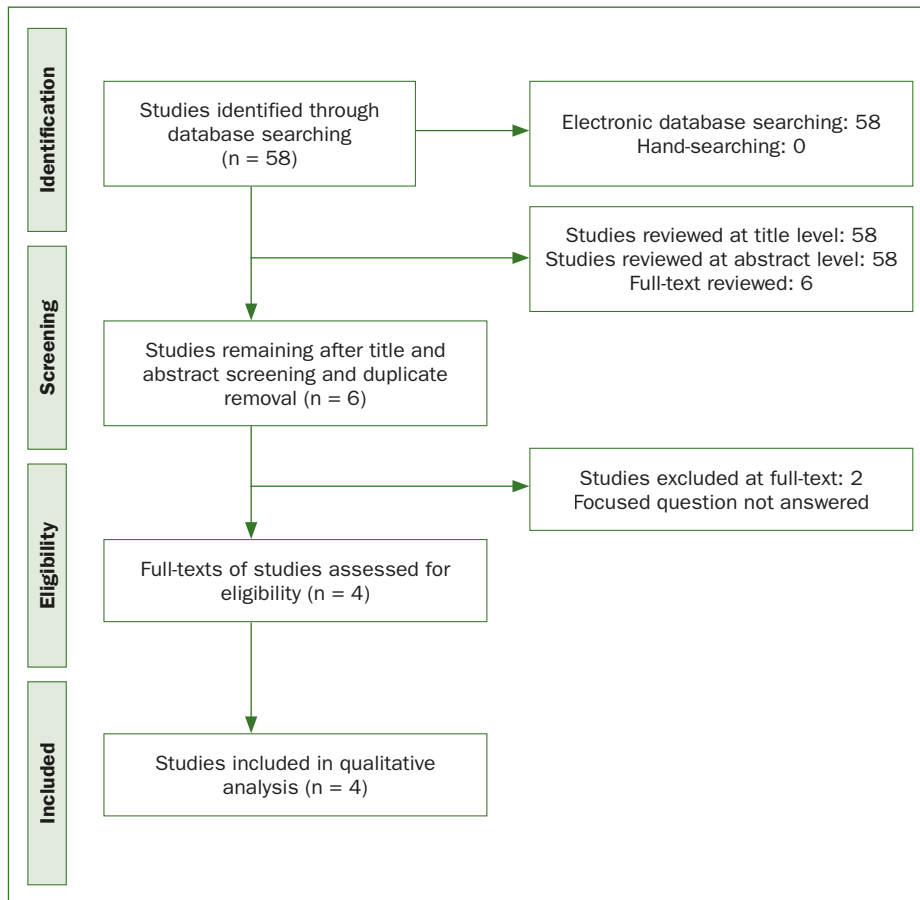 Identification
Studies identified through
database searching
(n = 58)
Electronic database searching: 58
Hand-searching: 0
Screening
Studies reviewed at title level: 58
Studies reviewed at abstract level: 58
Full-text reviewed: 6
Studies remaining after title and
abstract screening and duplicate
removal (n = 6)
Eligibility
Studies excluded at full-text: 2
Focused question not answered
Full-texts of studies assessed for
eligibility (n = 4)
Included
Studies included in qualitative
analysis (n = 4)